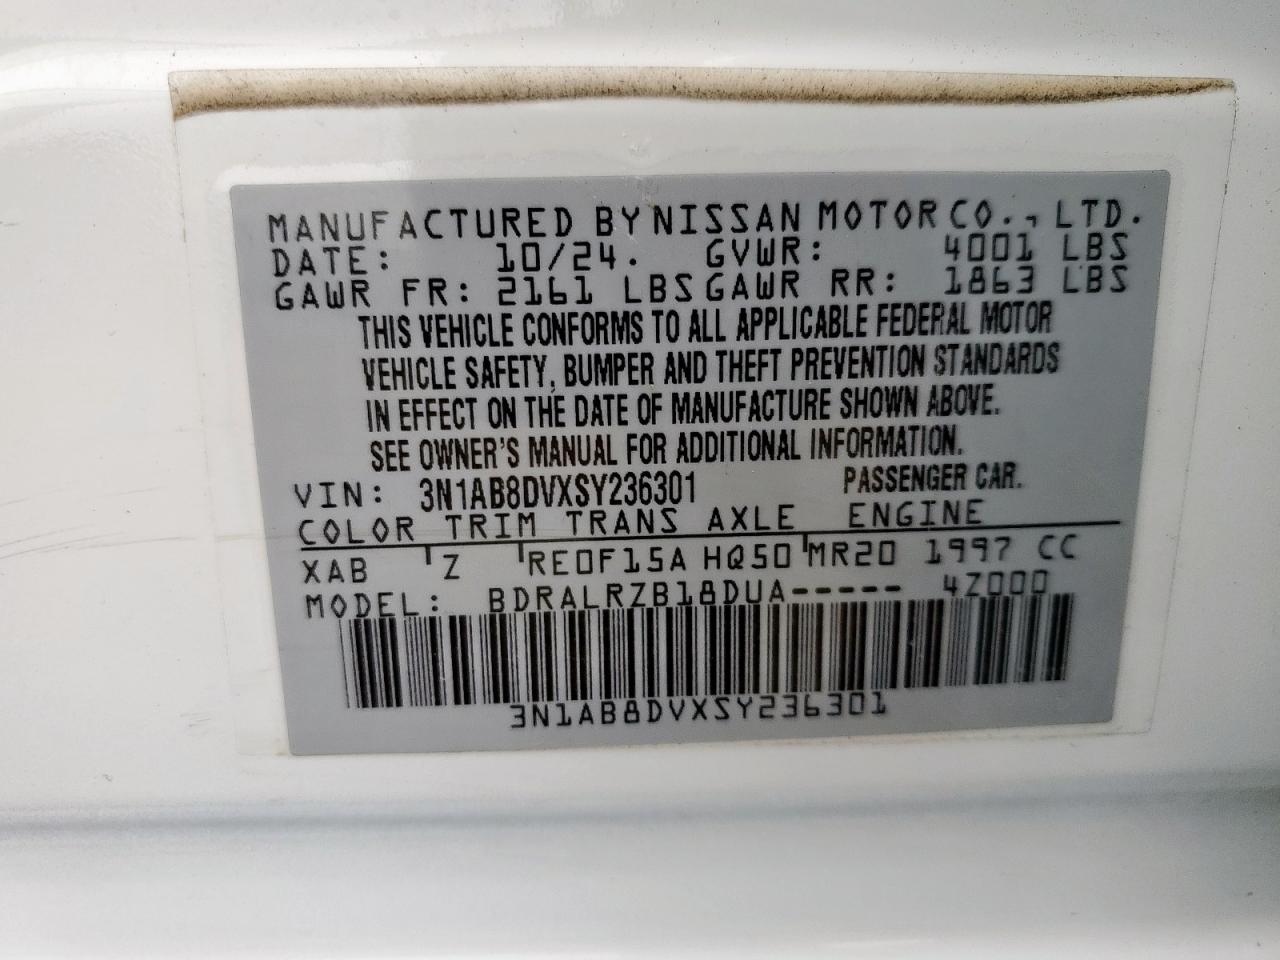 MANUFACTURED BY NISSAN MOTOR CO., LTD.
DATE: 10/24. GVWR: 4001 LBS
GAWR FR: 2161 LBS GAWR RR: 1863 LBS
THIS VEHICLE CONFORMS TO ALL APPLICABLE FEDERAL MOTOR
VEHICLE SAFETY, BUMPER AND THEFT PREVENTION STANDARDS
IN EFFECT ON THE DATE OF MANUFACTURE SHOWN ABOVE.
SEE OWNER'S MANUAL FOR ADDITIONAL INFORMATION.
VIN: 3N1AB8DVXSY236301 PASSENGER CAR.
COLOR TRIM TRANS AXLE ENGINE
XAB Z RE0F15A HQ50 MR20 1997 CC
MODEL: BDRALRZB18DUA----- 4Z000
3N1AB8DVXSY236301